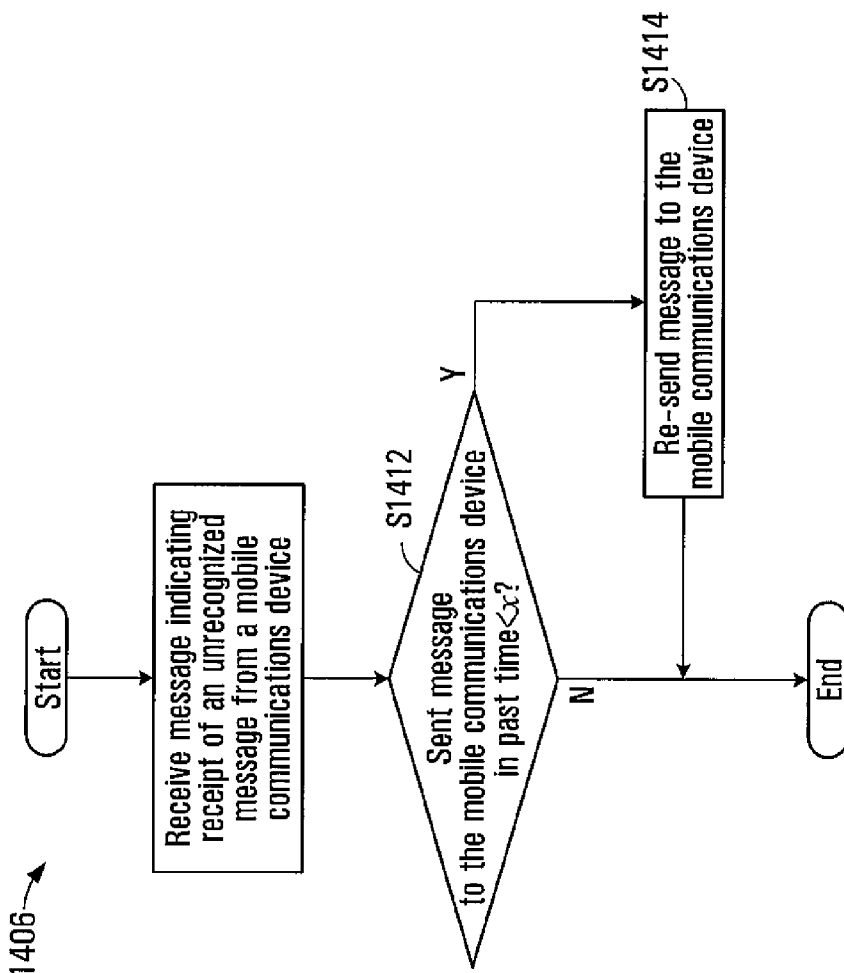 1406
Start
Receive message indicating
receipt of an unrecognized
message from a mobile
communications device
S1412
Sent message
to the mobile communications device
in past time<x?
Y
N
S1414
Re-send message to the
mobile communications device
End